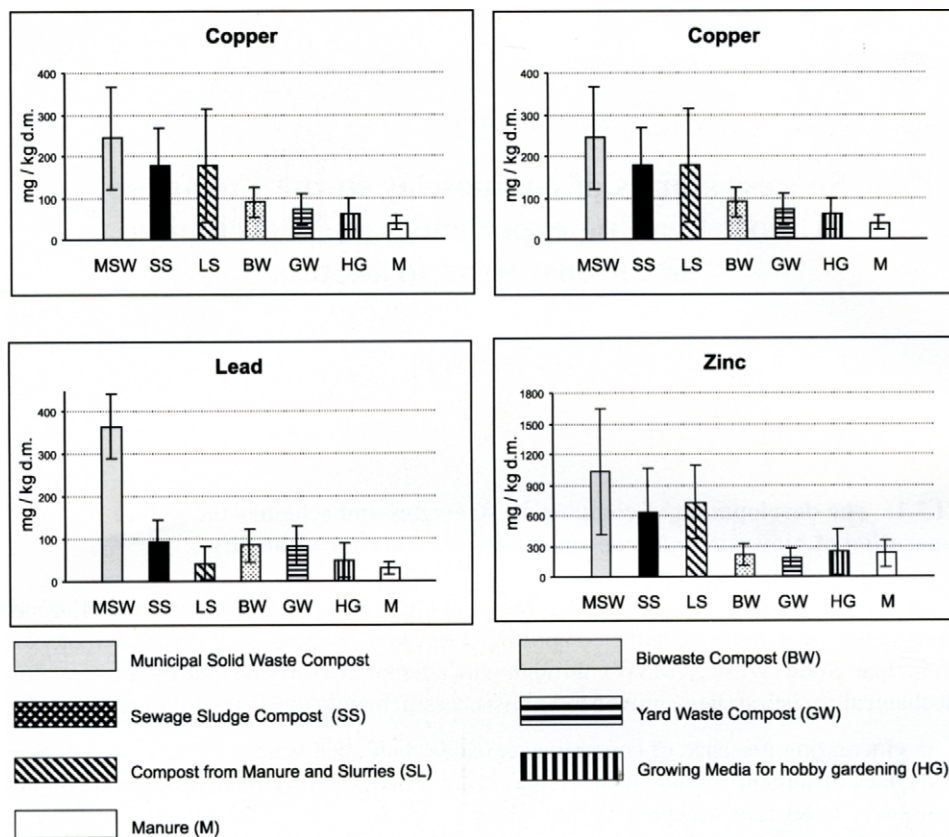 Copper
400
300
200
100
0
mg / kg d.m.
MSW SS LS BW GW HG M
Copper
400
300
200
100
0
mg / kg d.m.
MSW SS LS BW GW HG M
Lead
400
300
200
100
0
mg / kg d.m.
MSW SS LS BW GW HG M
Zinc
1800
1500
1200
900
600
300
0
mg / kg d.m.
MSW SS LS BW GW HG M
Municipal Solid Waste Compost
Sewage Sludge Compost (SS)
Compost from Manure and Slurries (SL)
Manure (M)
Biowaste Compost (BW)
Yard Waste Compost (GW)
Growing Media for hobby gardening (HG)